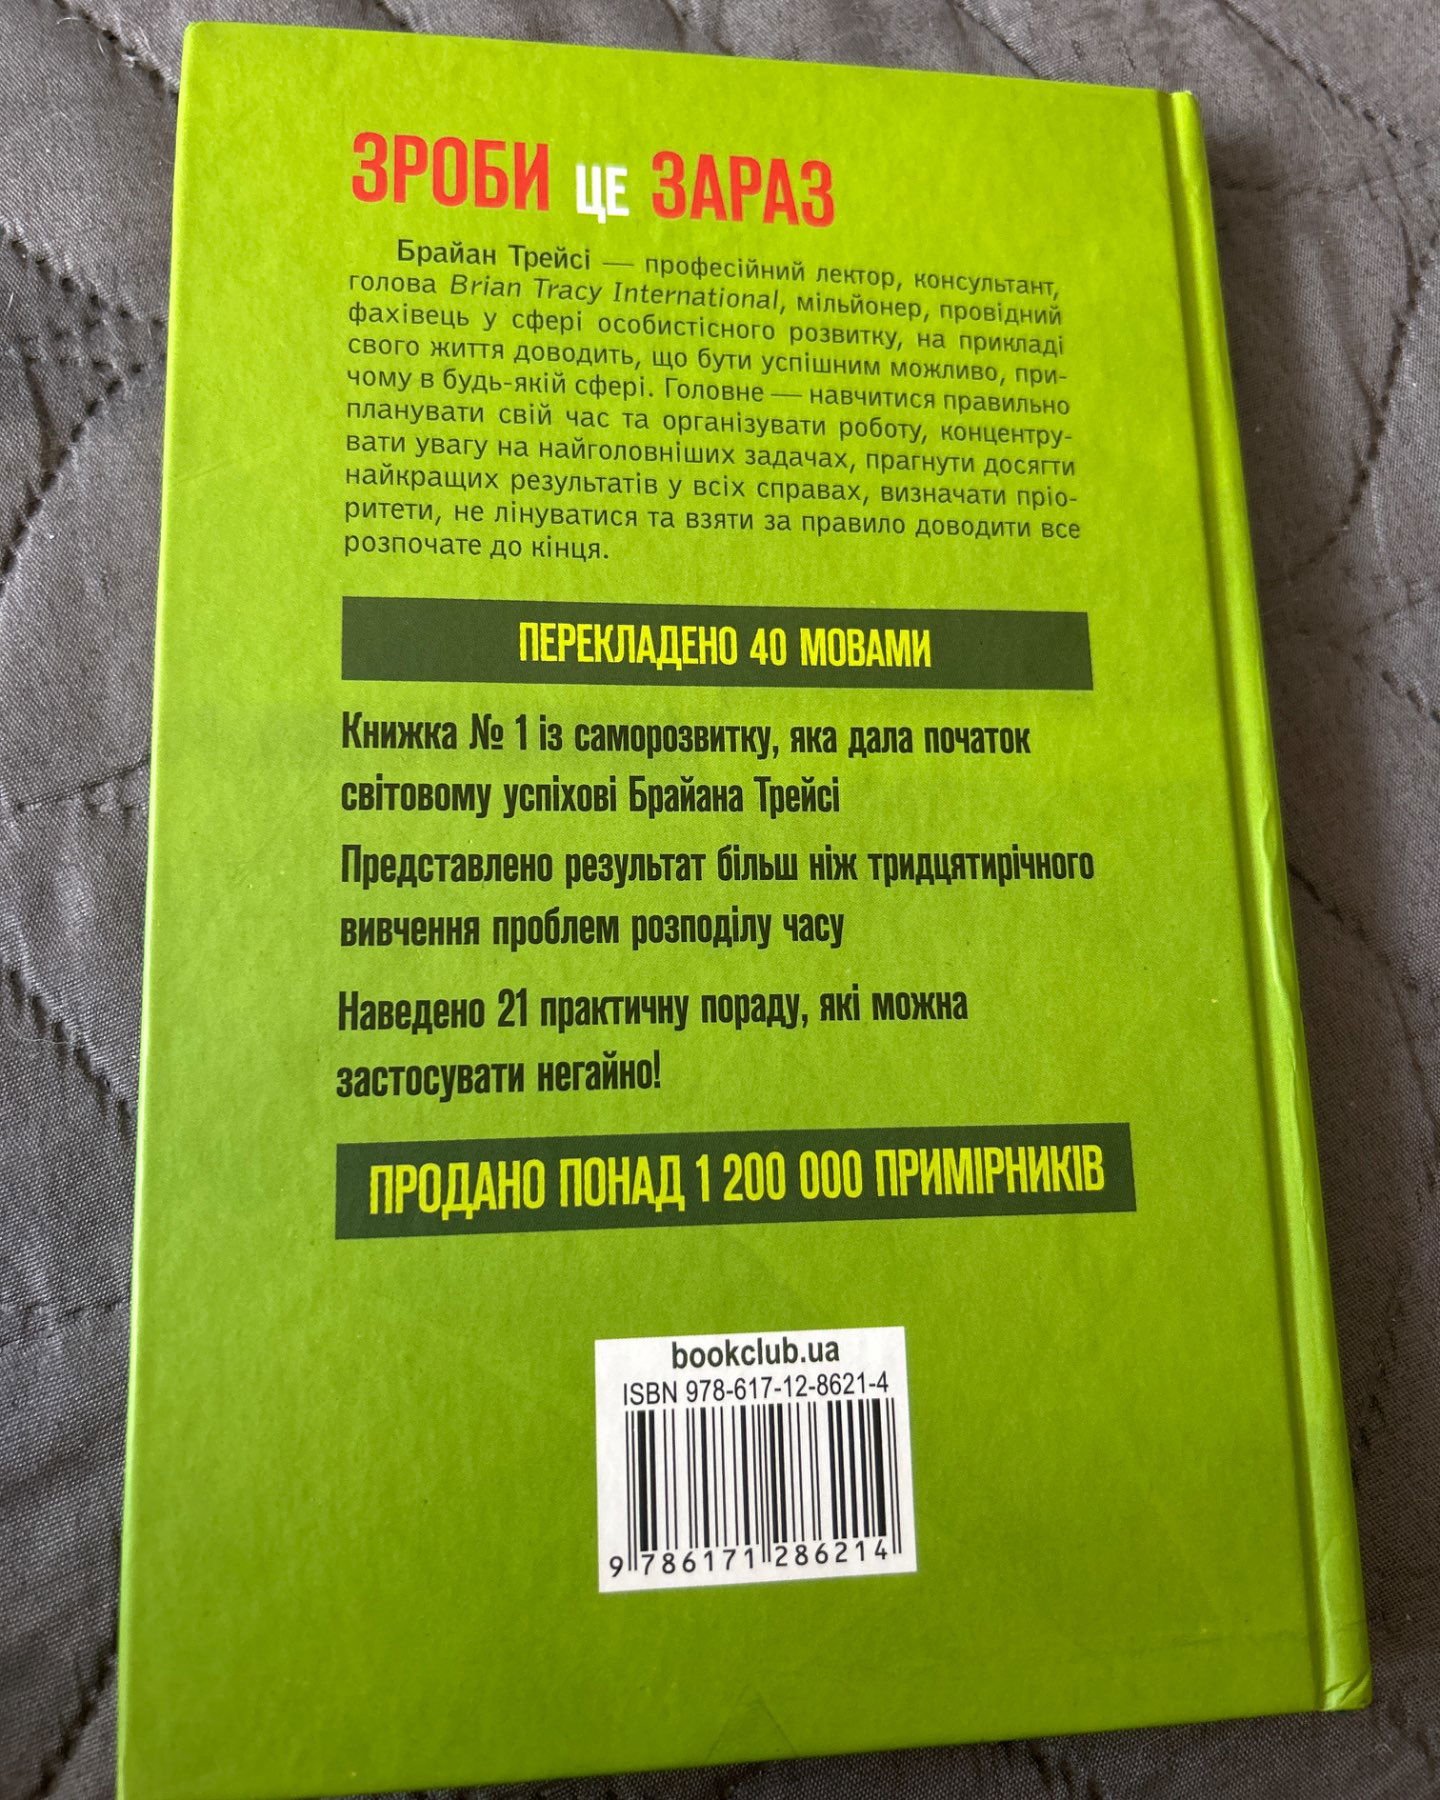 ЗРОБИ ЦЕ ЗАРАЗ
Брайан Трейсі — професійний лектор, консультант,
голова Brian Tracy International, мільйонер, провідний
фахівець у сфері особистісного розвитку, на прикладі
свого життя доводить, що бути успішним можливо, при-
чому в будь-якій сфері. Головне — навчитися правильно
планувати свій час та організувати роботу, концентру-
вати увагу на найголовніших задачах, прагнути досягти
найкращих результатів у всіх справах, визначати пріо-
ритети, не лінуватися та взяти за правило доводити все
розпочате до кінця.
ПЕРЕКЛАДЕНО 40 МОВАМИ
Книжка № 1 із саморозвитку, яка дала початок
світовому успіхові Брайана Трейсі
Представлено результат більш ніж тридцятирічного
вивчення проблем розподілу часу
Наведено 21 практичну пораду, які можна
застосувати негайно!
ПРОДАНО ПОНАД 1 200 000 ПРИМІРНИКІВ
bookclub.ua
ISBN 978-617-12-8621-4
9 786171 286214